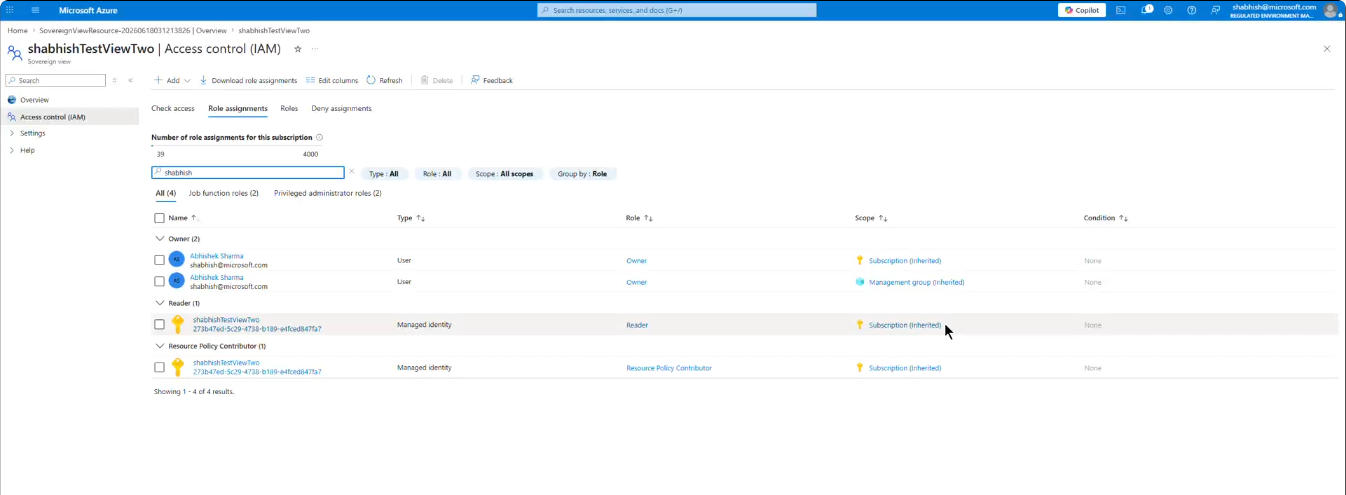 Microsoft Azure
Search resources, services, and docs (G+/)
Copilot
1
shabhish@microsoft.com
REGULATED ENVIRONMENT MA...
Home > SovereignViewResource-20260618031213826 | Overview > shabhishTestViewTwo
shabhishTestViewTwo | Access control (IAM)
Sovereign view
Search
Add
Download role assignments
Edit columns
Refresh
Delete
Feedback
Overview
Access control (IAM)
Settings
Help
Check access
Role assignments
Roles
Deny assignments
Number of role assignments for this subscription
39 4000
shabhish
Type : All
Role : All
Scope : All scopes
Group by : Role
All (4)
Job function roles (2)
Privileged administrator roles (2)
Name Type Role Scope Condition
Owner (2)
AS Abhishek Sharma User Owner Subscription (Inherited) None
shabhish@microsoft.com
AS Abhishek Sharma User Owner Management group (Inherited) None
shabhish@microsoft.com
Reader (1)
shabhishTestViewTwo Managed identity Reader Subscription (Inherited) None
273b47ed-5c29-4738-b189-e4fced847fa7
Resource Policy Contributor (1)
shabhishTestViewTwo Managed identity Resource Policy Contributor Subscription (Inherited) None
273b47ed-5c29-4738-b189-e4fced847fa7
Showing 1 - 4 of 4 results.